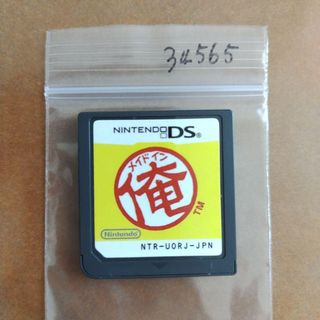 34565
NINTENDO DS®
メイドイン
俺
TM
Nintendo
NTR-UORJ-JPN